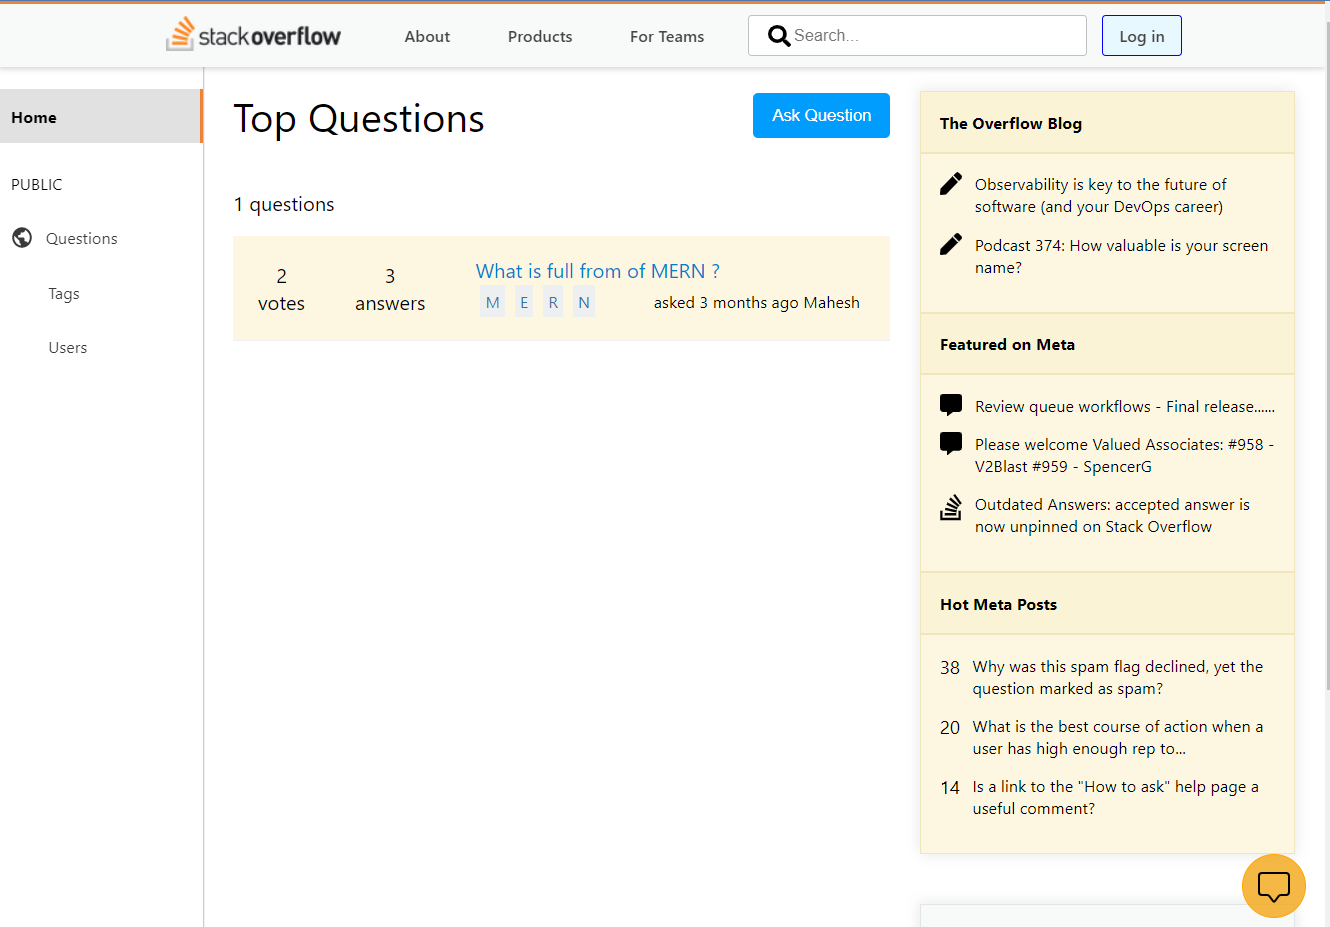 stackoverflow
About
Products
For Teams
Search...
Log in
Home
PUBLIC
Questions
Tags
Users
Top Questions
Ask Question
1 questions
2
votes
3
answers
What is full from of MERN ?
M E R N
asked 3 months ago Mahesh
The Overflow Blog
Observability is key to the future of
software (and your DevOps career)
Podcast 374: How valuable is your screen
name?
Featured on Meta
Review queue workflows - Final release......
Please welcome Valued Associates: #958 -
V2Blast #959 - SpencerG
Outdated Answers: accepted answer is
now unpinned on Stack Overflow
Hot Meta Posts
38 Why was this spam flag declined, yet the
question marked as spam?
20 What is the best course of action when a
user has high enough rep to...
14 Is a link to the "How to ask" help page a
useful comment?